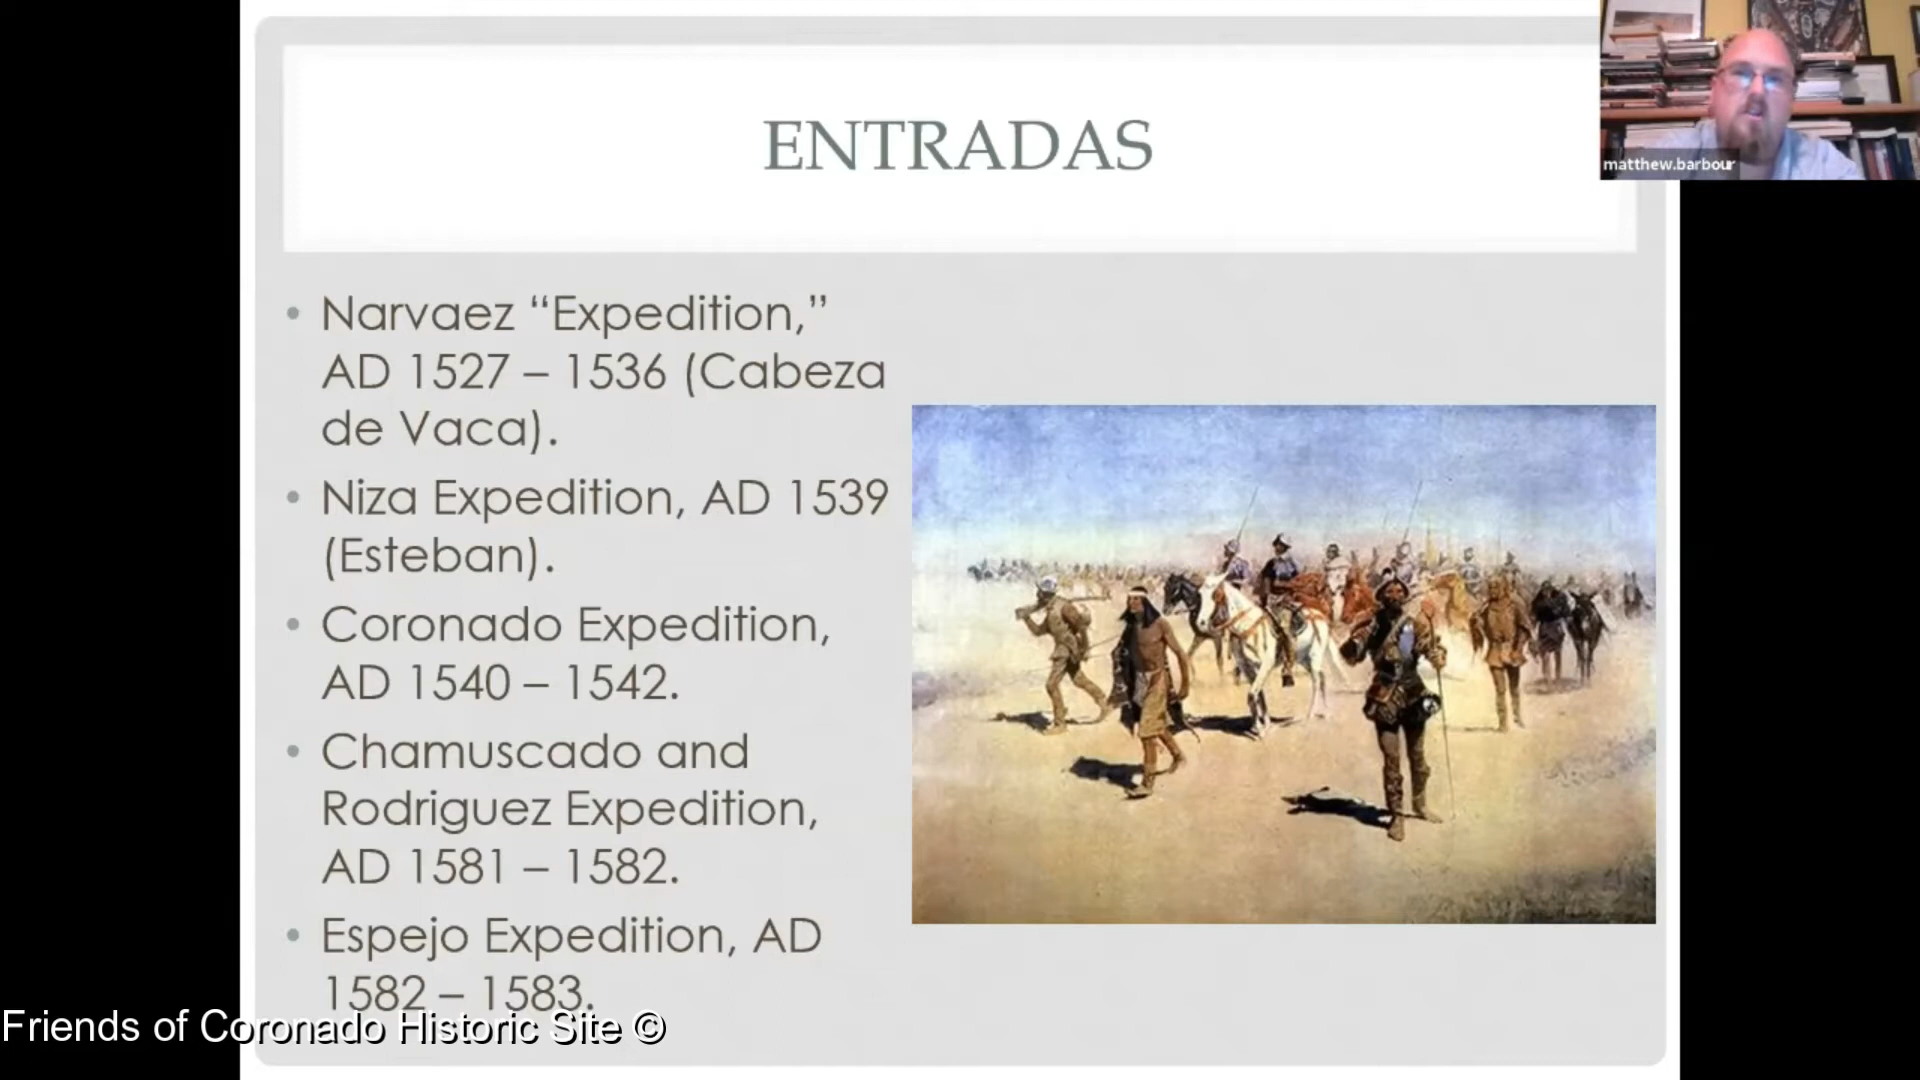 ENTRADAS
matthew.barbour
• Narvaez “Expedition,”
AD 1527 – 1536 (Cabeza
de Vaca).
• Niza Expedition, AD 1539
(Esteban).
• Coronado Expedition,
AD 1540 – 1542.
• Chamuscado and
Rodriguez Expedition,
AD 1581 – 1582.
• Espejo Expedition, AD
1582 – 1583.
Friends of Coronado Historic Site ©